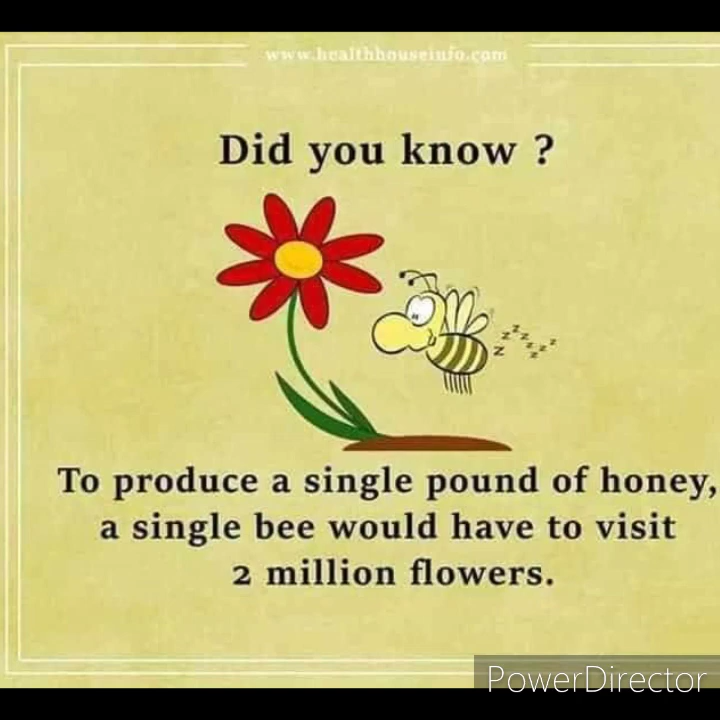 www.healthhouseinfo.com
Did you know ?
z z z z z z z
To produce a single pound of honey,
a single bee would have to visit
2 million flowers.
PowerDirector